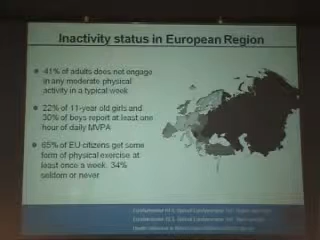 Inactivity status in European Region
41% of adults does not engage
in any moderate physical
activity in a typical week
22% of 11-year old girls and
30% of boys report at least one
hour of daily MVPA
65% of EU citizens get some
form of physical exercise at
least once a week. 34%
seldom or never